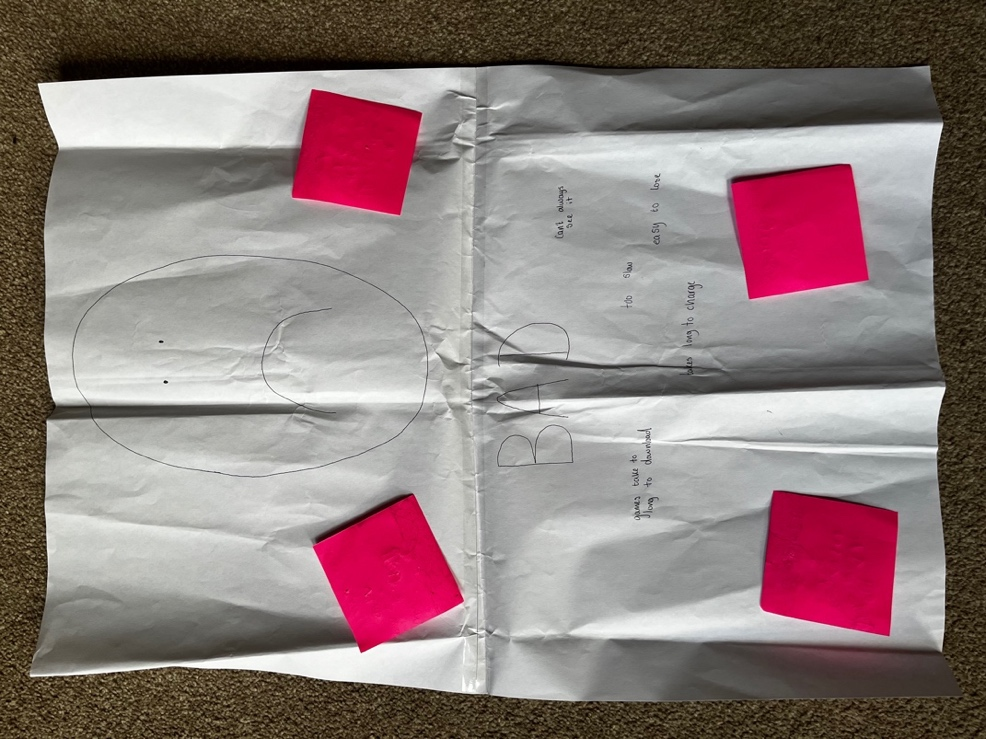 BAD
Cant always
see it
too slow
easy to lose
takes long to charge
games take to
long to download